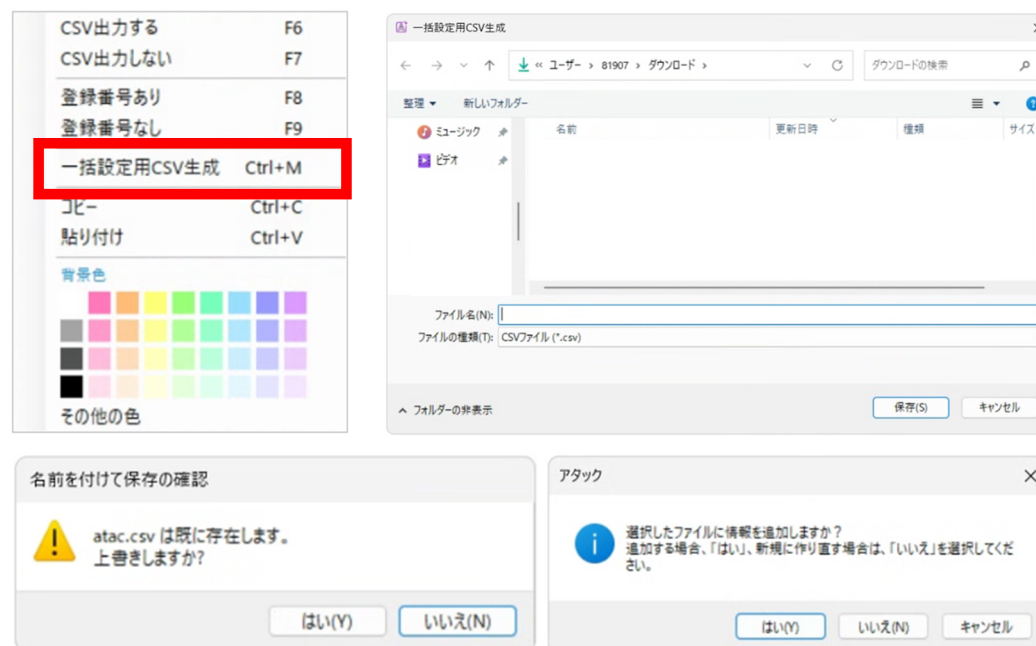 CSV出力する F6
CSV出力しない F7
登録番号あり F8
登録番号なし F9
一括設定用CSV生成 Ctrl+M
コピー Ctrl+C
貼り付け Ctrl+V
背景色
その他の色
一括設定用CSV生成
« ユーザー › 81907 › ダウンロード ›
ダウンロードの検索
整理 新しいフォルダー
ミュージック
ビデオ
名前 更新日時 種類 サイズ
ファイル名(N):
ファイルの種類(T): CSVファイル (*.csv)
フォルダーの非表示
保存(S) キャンセル
名前を付けて保存の確認
atac.csv は既に存在します。
上書きしますか?
はい(Y) いいえ(N)
アタック
選択したファイルに情報を追加しますか?
追加する場合、「はい」、新規に作り直す場合は、「いいえ」を選択してくだ
さい。
はい(Y) いいえ(N) キャンセル